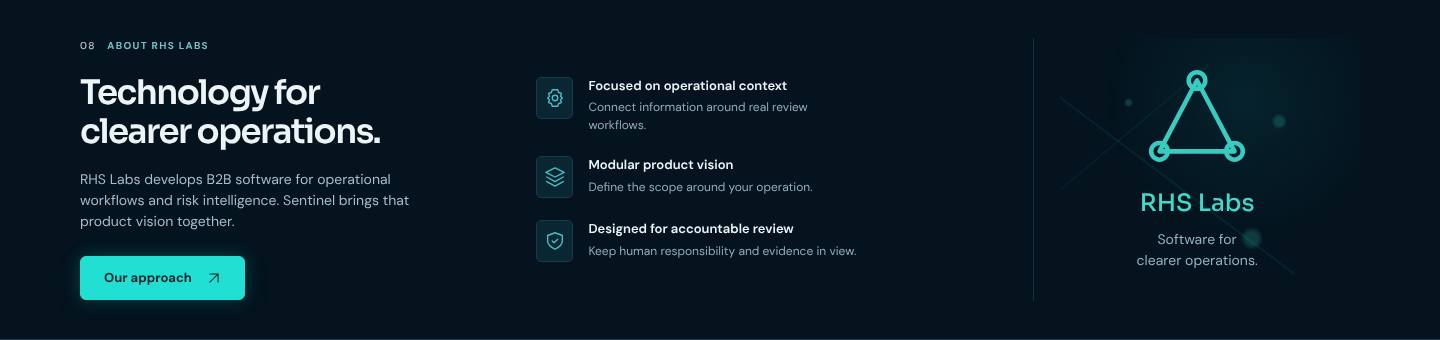 08 ABOUT RHS LABS
Technology for
clearer operations.
RHS Labs develops B2B software for operational
workflows and risk intelligence. Sentinel brings that
product vision together.
Our approach
Focused on operational context
Connect information around real review
workflows.
Modular product vision
Define the scope around your operation.
Designed for accountable review
Keep human responsibility and evidence in view.
RHS Labs
Software for
clearer operations.